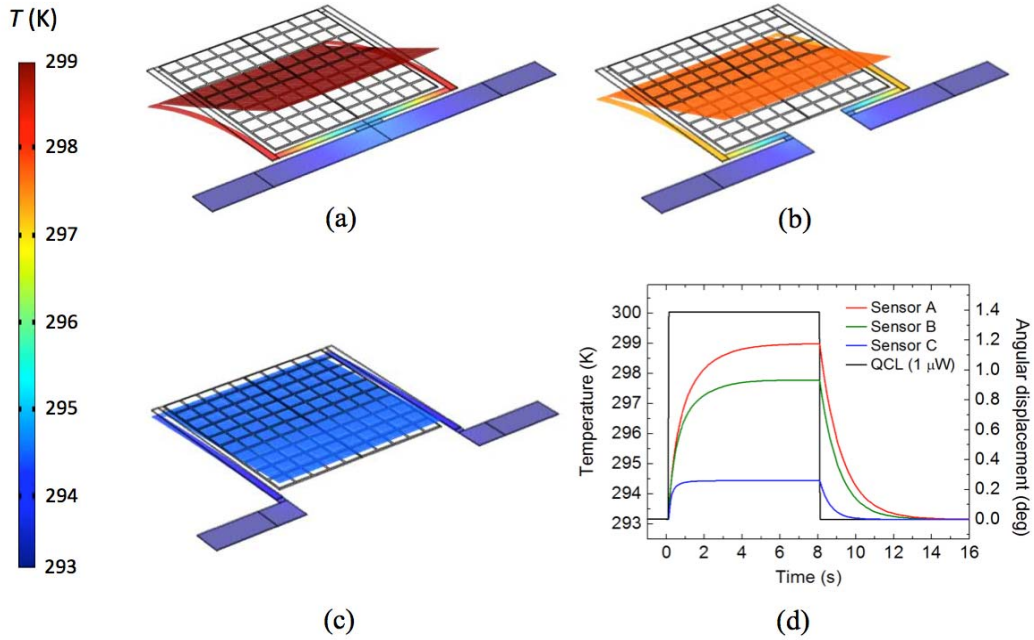 T (K)
299
298
297
296
295
294
293
(a)
(b)
(c)
300
299
298
297
296
295
294
293
Temperature (K)
Sensor A
Sensor B
Sensor C
QCL (1 μW)
1.4
1.2
1.0
0.8
0.6
0.4
0.2
0.0
Angular displacement (deg)
0 2 4 6 8 10 12 14 16
Time (s)
(d)